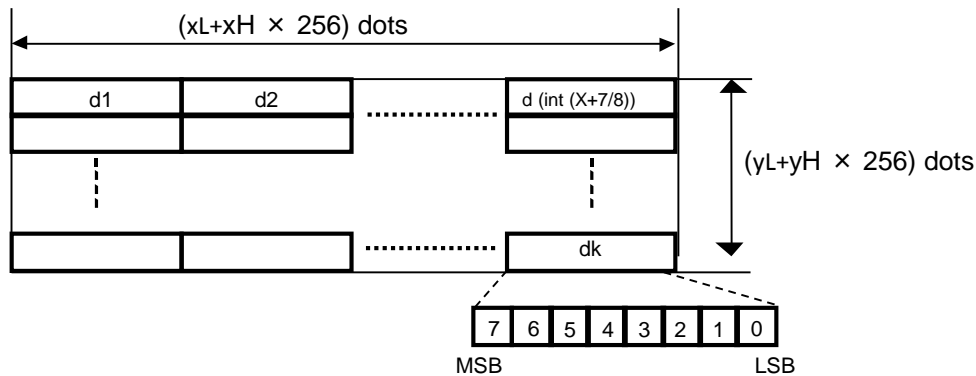 (xL+xH × 256) dots
d1 d2 d (int (X+7/8))
(yL+yH × 256) dots
dk
7 6 5 4 3 2 1 0
MSB LSB